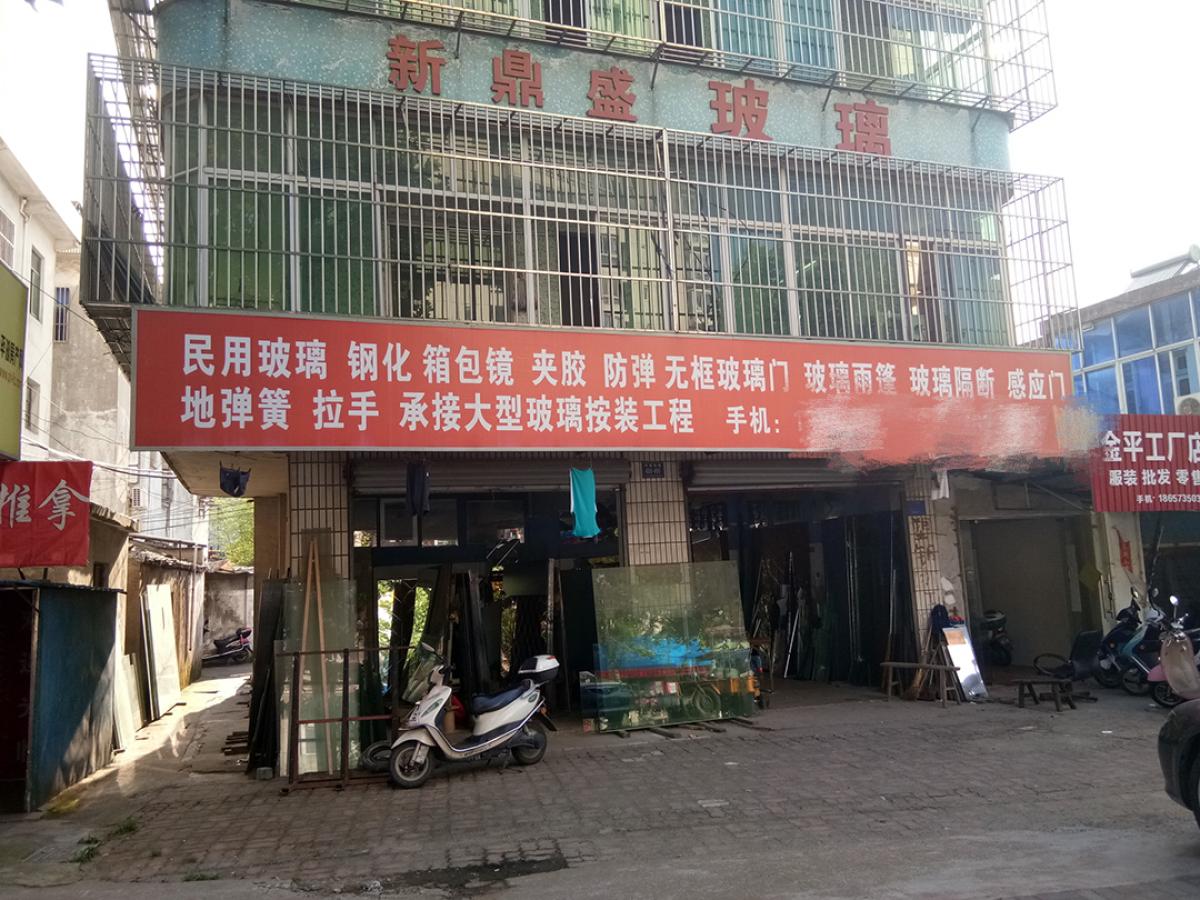 新鼎盛玻璃
民用玻璃 钢化 箱包镜 夹胶 防弹 无框玻璃门 玻璃雨篷 玻璃隔断 感应门
地弹簧 拉手 承接大型玻璃按装工程 手机:
推拿
金平工厂店
服装 批发 零售
手机: 18657350